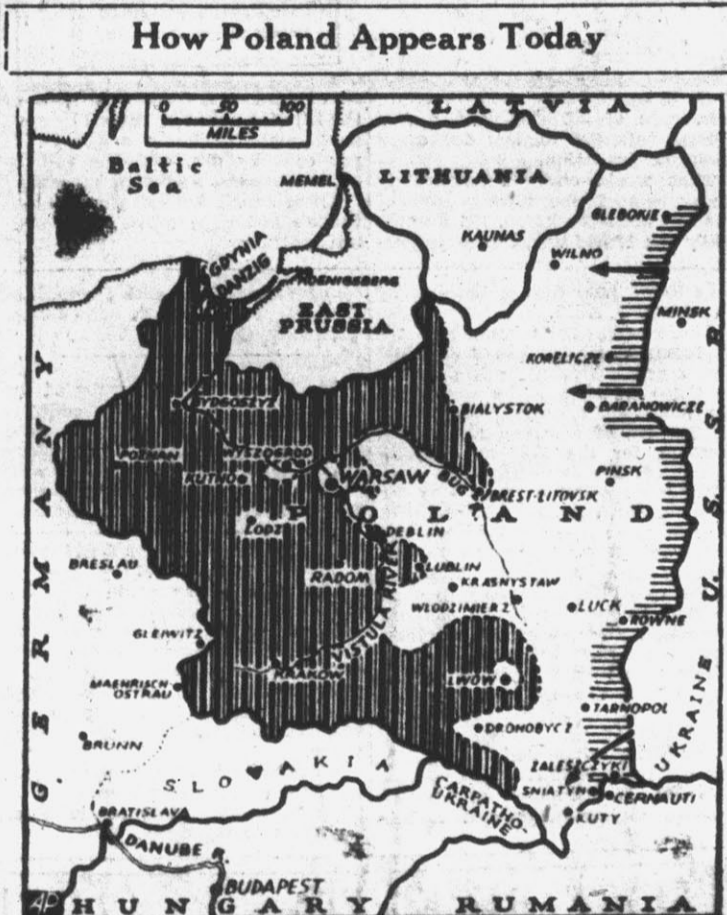 How Poland Appears Today
0 50 100
MILES
LATVIA
Baltic
Sea
MEMEL
LITHUANIA
GLEBOKIE
KAUNAS
WILNO
GDYNIA
DANZIG
KOENIGSBERG
EAST
PRUSSIA
MINSK
KORELICZE
BYDGOSZYZ
BIALYSTOK
BARANOWICZE
POZNAN
WYSZOGROD
KUTNO
WARSAW
BUG
PINSK
BREST-LITOVSK
LODZ
POLAND
DEBLIN
BRESLAU
RADOM
LUBLIN
KRASNYSTAW
VISTULA RIVER
WLODZIMIERZ
LUCK
ROWNE
GLEIWITZ
KRAKOW
LWOW
MAEHRISCH
OSTRAU
TARNOPOL
DROHOBYCZ
BRUNN
UKRAINE
SLOVAKIA
ZALESZCZYKI
SNIATYN
CERNAUTI
CARPATHO-
UKRAINE
KUTY
BRATISLAVA
DANUBE R.
BUDAPEST
GERMANY
RUSS
AP
HUNGARY
RUMANIA